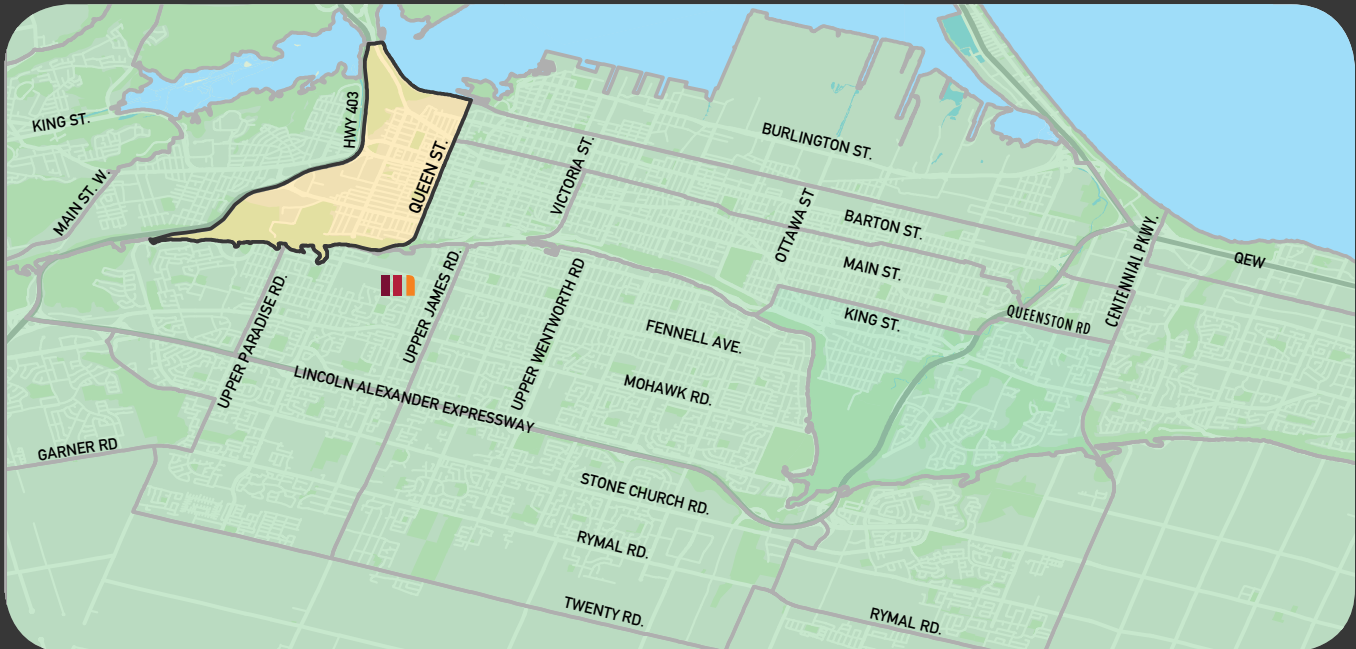 KING ST.
MAIN ST. W.
HWY 403
QUEEN ST.
VICTORIA ST.
BURLINGTON ST.
OTTAWA ST
BARTON ST.
MAIN ST.
KING ST.
QUEENSTON RD
CENTENNIAL PKWY.
QEW
UPPER PARADISE RD.
UPPER JAMES RD.
UPPER WENTWORTH RD
FENNELL AVE.
MOHAWK RD.
LINCOLN ALEXANDER EXPRESSWAY
GARNER RD
STONE CHURCH RD.
RYMAL RD.
TWENTY RD.
RYMAL RD.